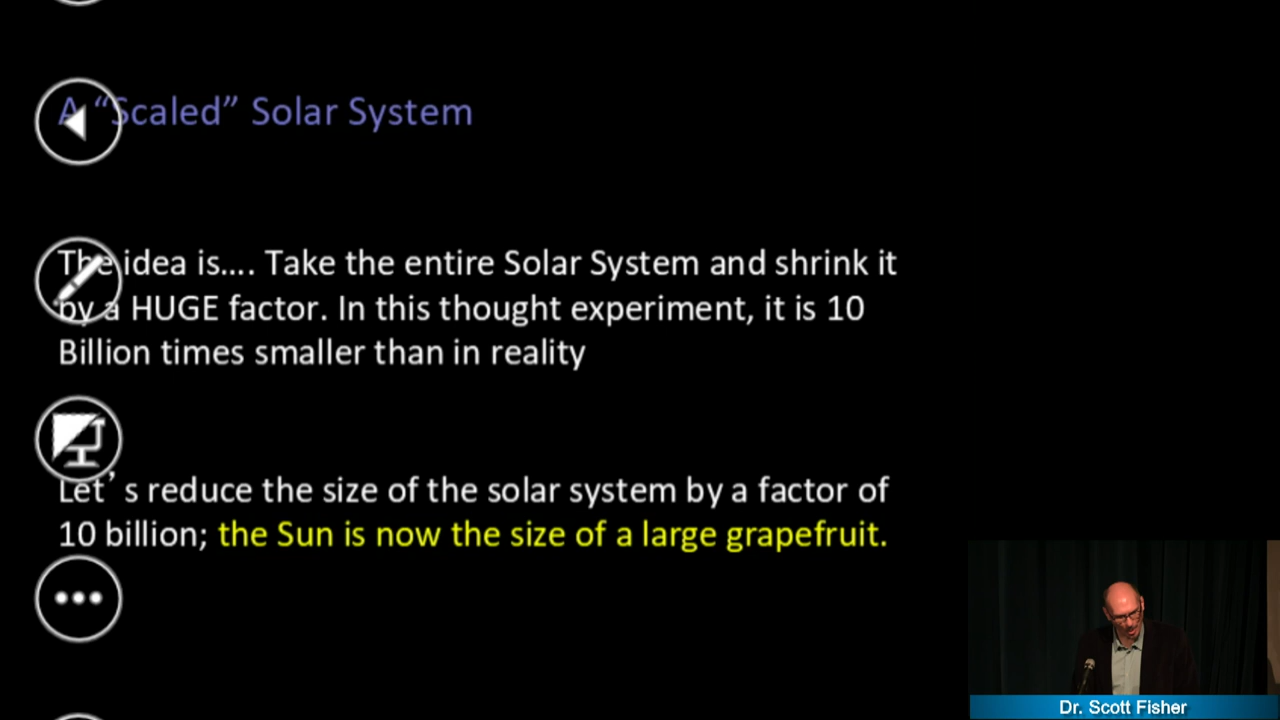 A “Scaled” Solar System
The idea is.... Take the entire Solar System and shrink it
by a HUGE factor. In this thought experiment, it is 10
Billion times smaller than in reality
Let’s reduce the size of the solar system by a factor of
10 billion; the Sun is now the size of a large grapefruit.
Dr. Scott Fisher